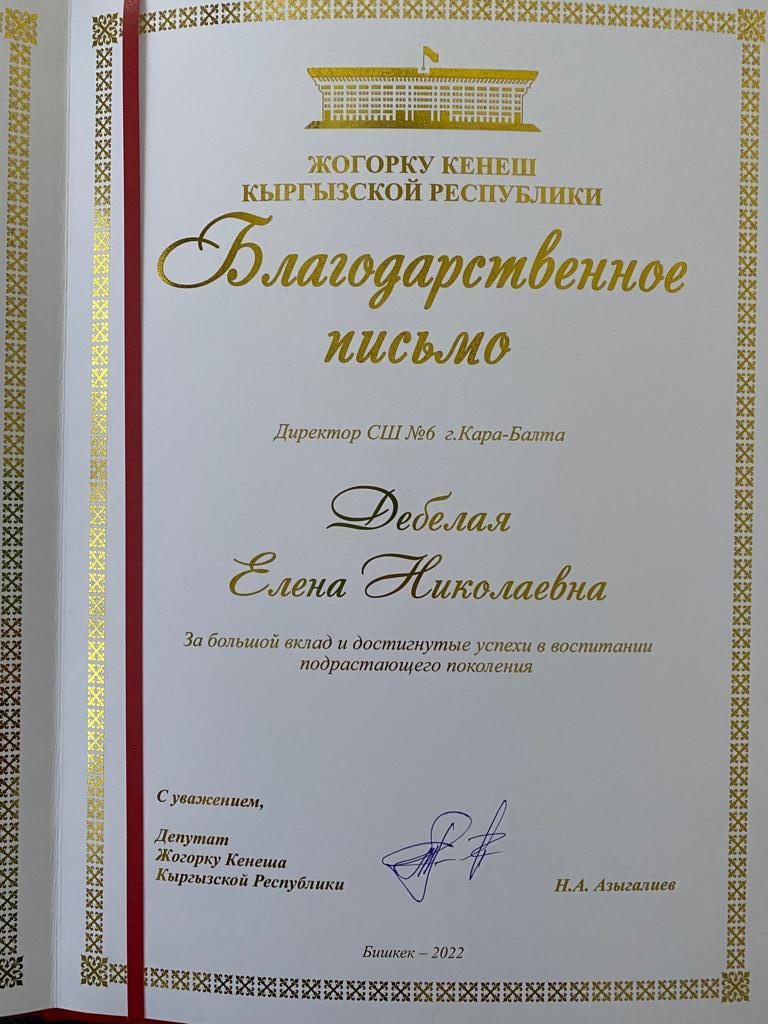 ЖОГОРКУ КЕНЕШ
КЫРГЫЗСКОЙ РЕСПУБЛИКИ
Благодарственное
письмо
Директор СШ №6 г.Кара-Балта
Дебелая
Елена Николаевна
За большой вклад и достигнутые успехи в воспитании
подрастающего поколения
С уважением,
Депутат
Жогорку Кенеша
Кыргызской Республики
Н.А. Азыгалиев
Бишкек – 2022